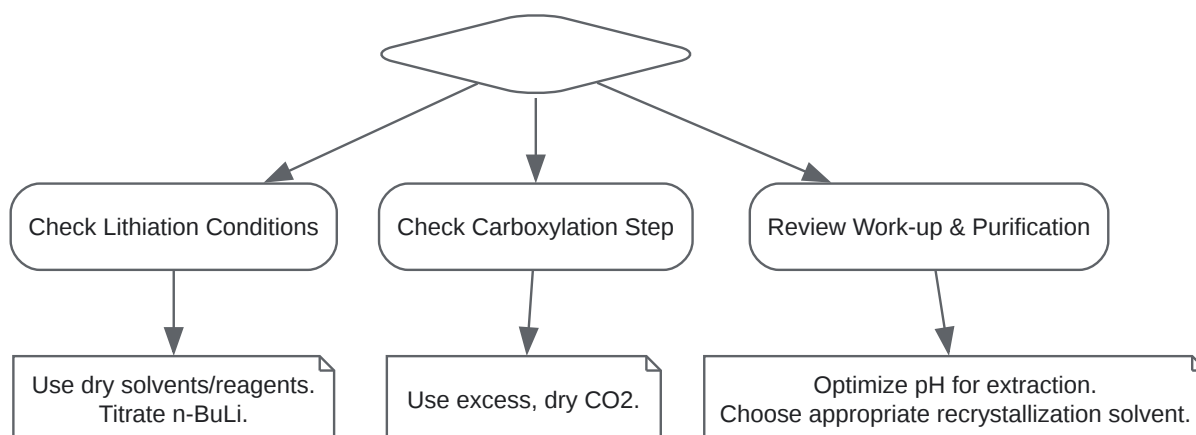 Check Lithiation Conditions
Check Carboxylation Step
Review Work-up & Purification
Use dry solvents/reagents.
Titrate n-BuLi.
Use excess, dry CO2.
Optimize pH for extraction.
Choose appropriate recrystallization solvent.